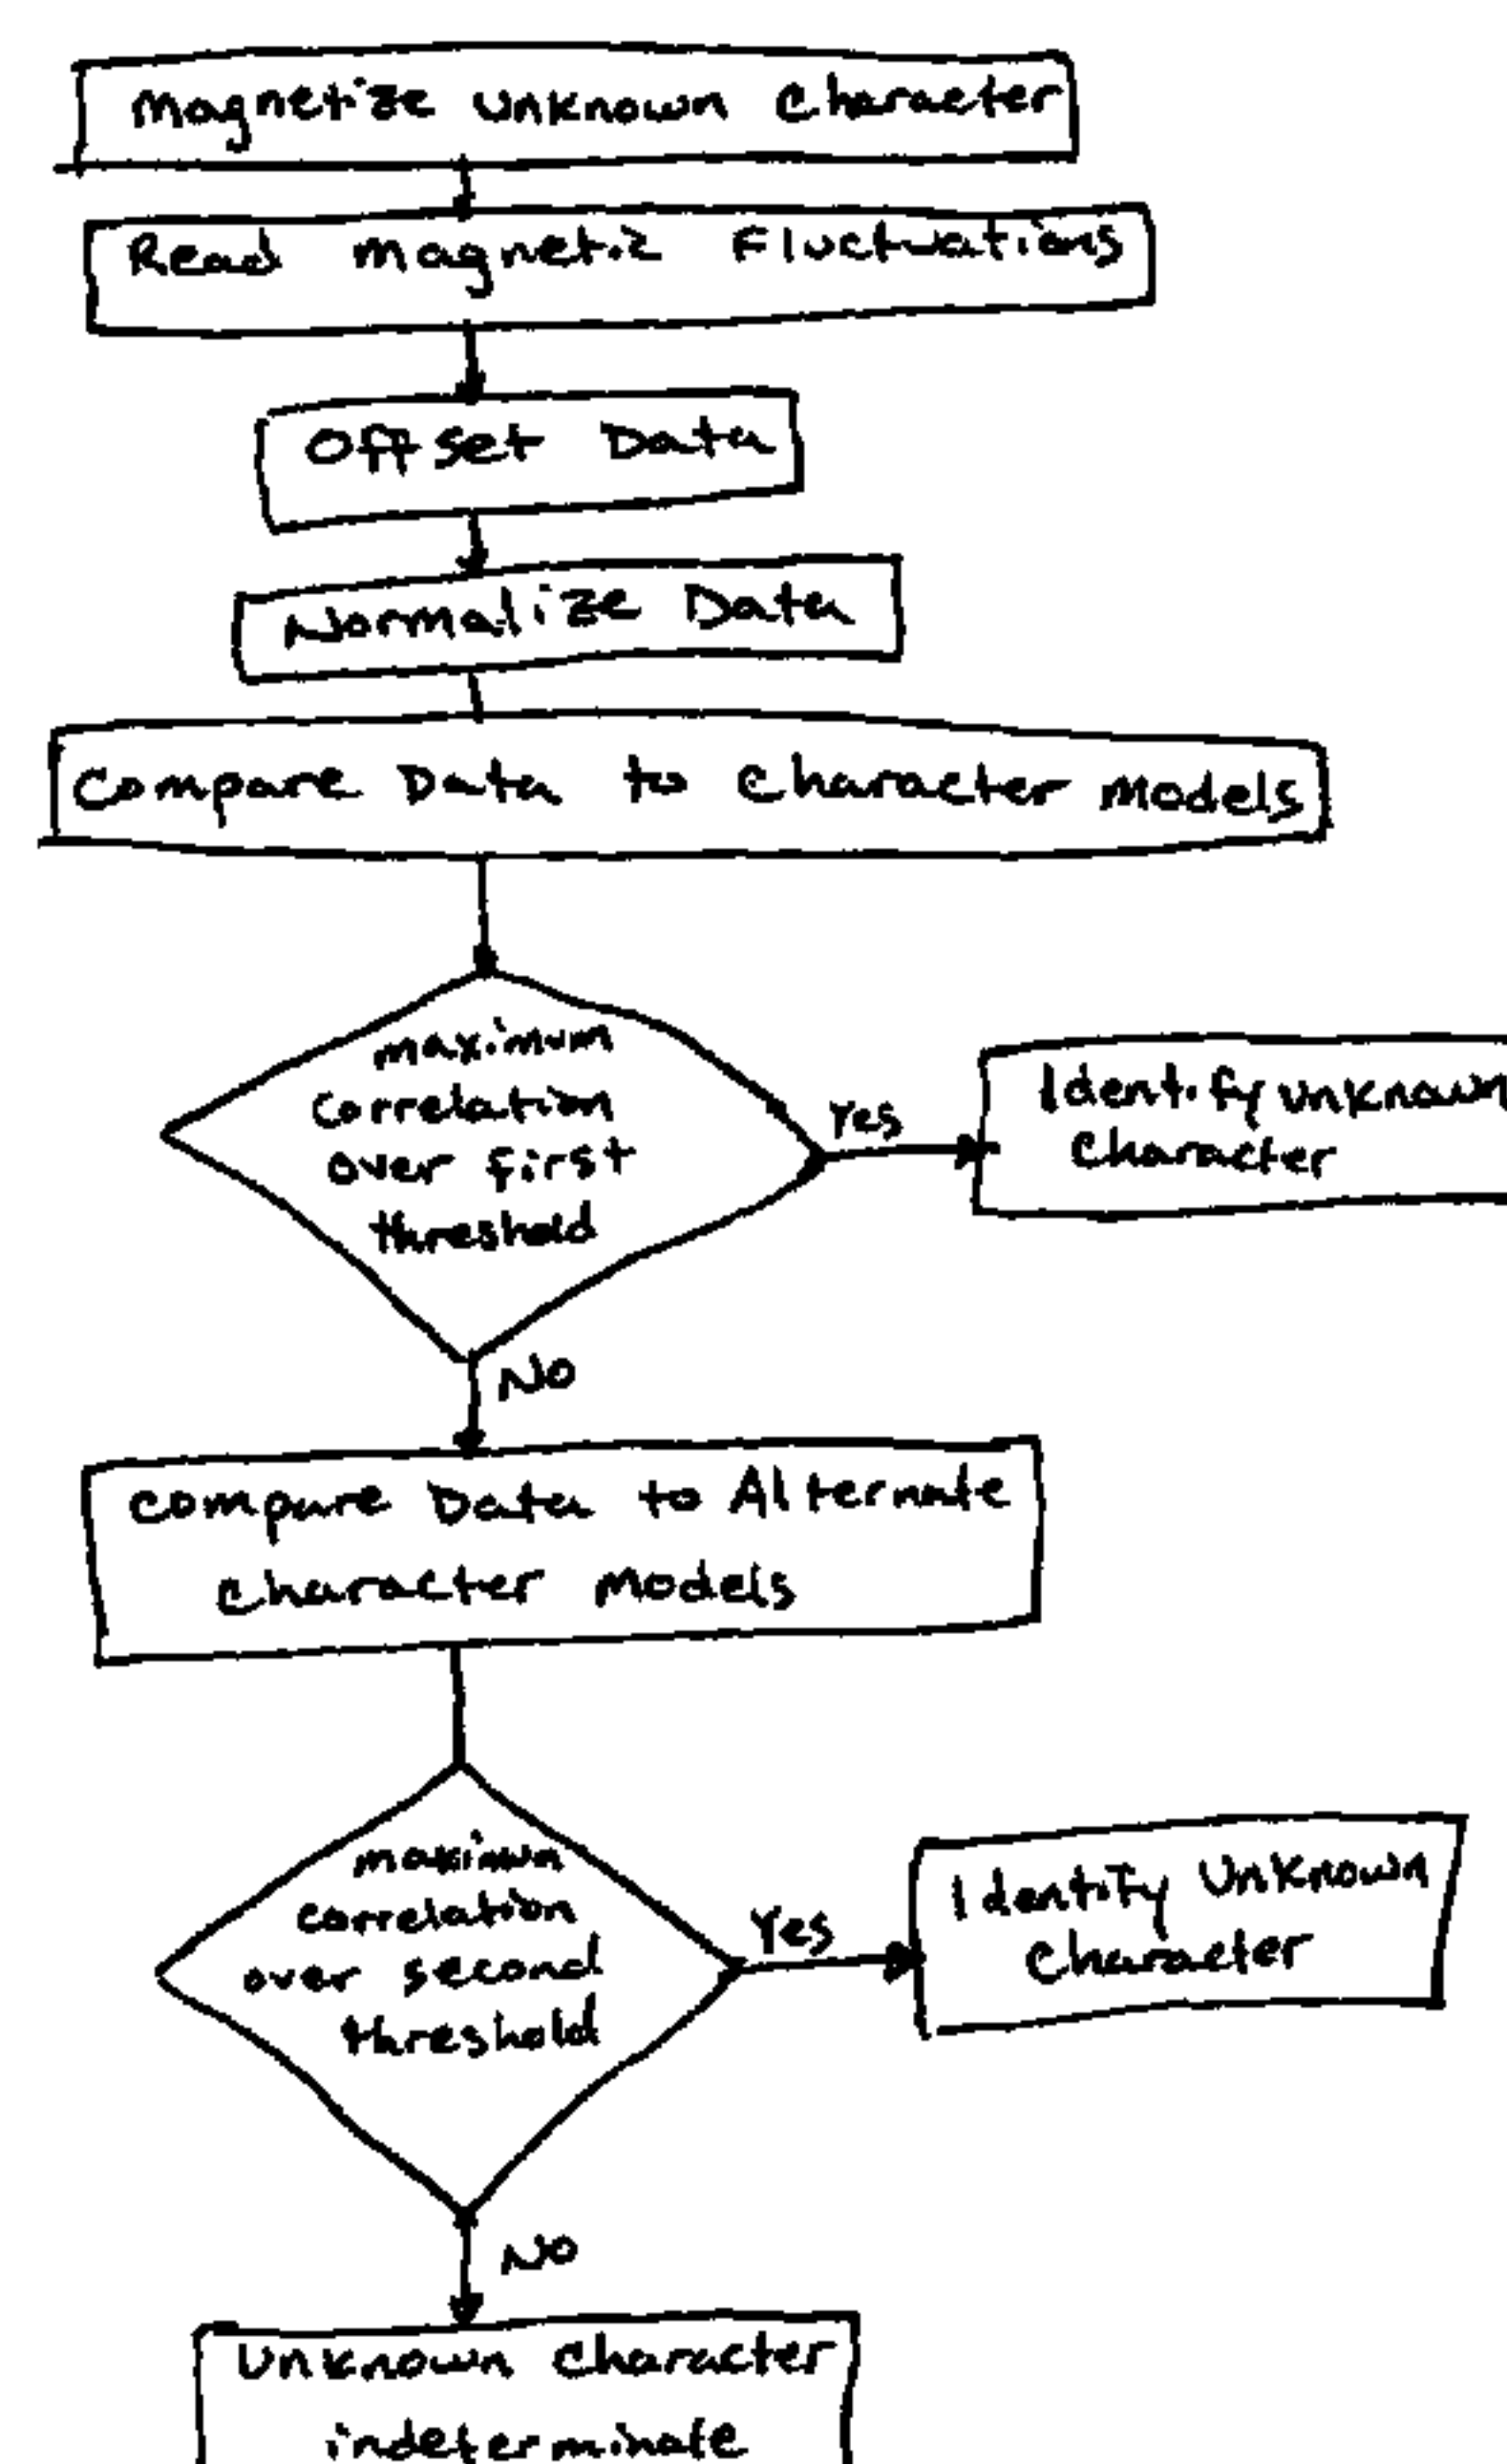 Magnetize unknown Character
Read magnetic Fluctuations
Offset Data
Normalize Data
Compare Data to Character Models
maximum
correlation
over first
threshold
Yes
Identify unknown
Character
No
Compare Data to Alternate
Character Models
maximum
correlation
over second
threshold
Yes
Identify Unknown
Character
No
Unknown Character
indeterminate